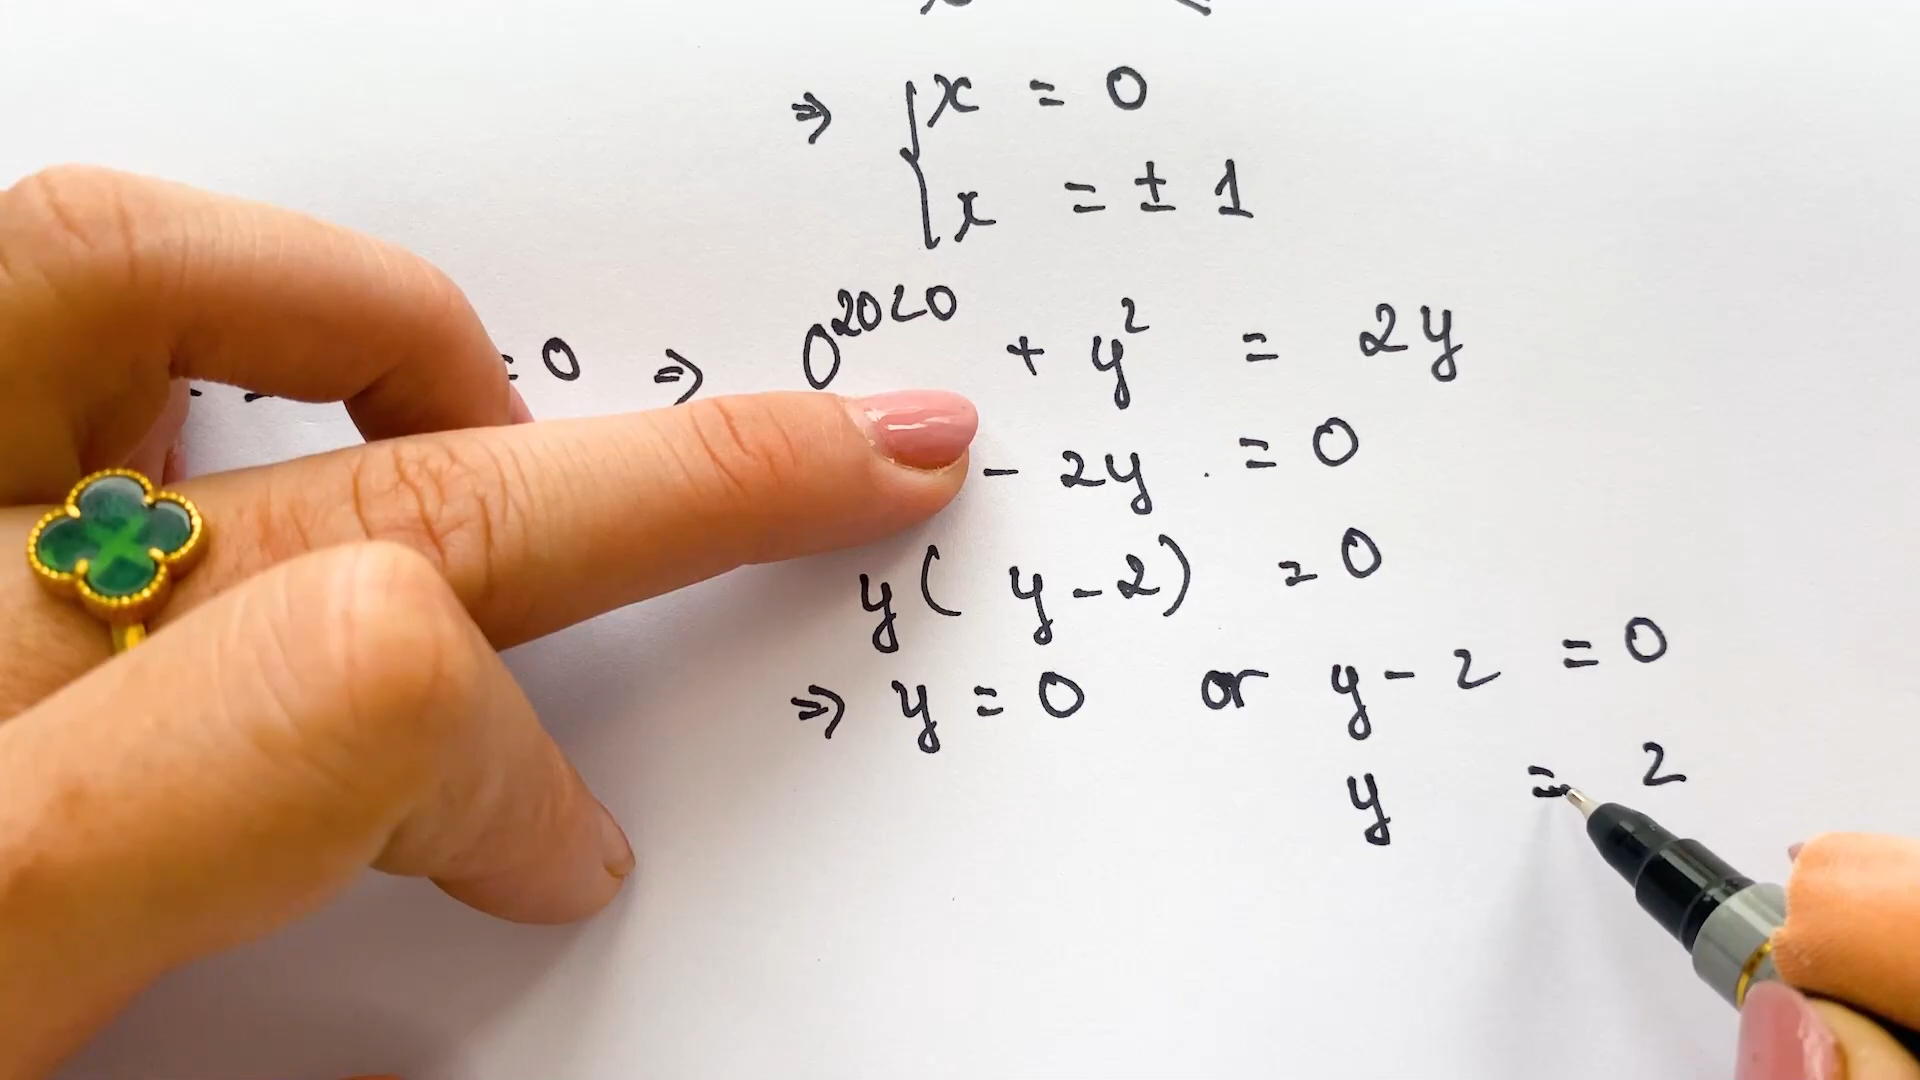 ⇒ { x = 0
x = ± 1
= 0 ⇒ 0^2020 + y^2 = 2y
- 2y = 0
y ( y - 2 ) = 0
⇒ y = 0 or y - 2 = 0
y = 2